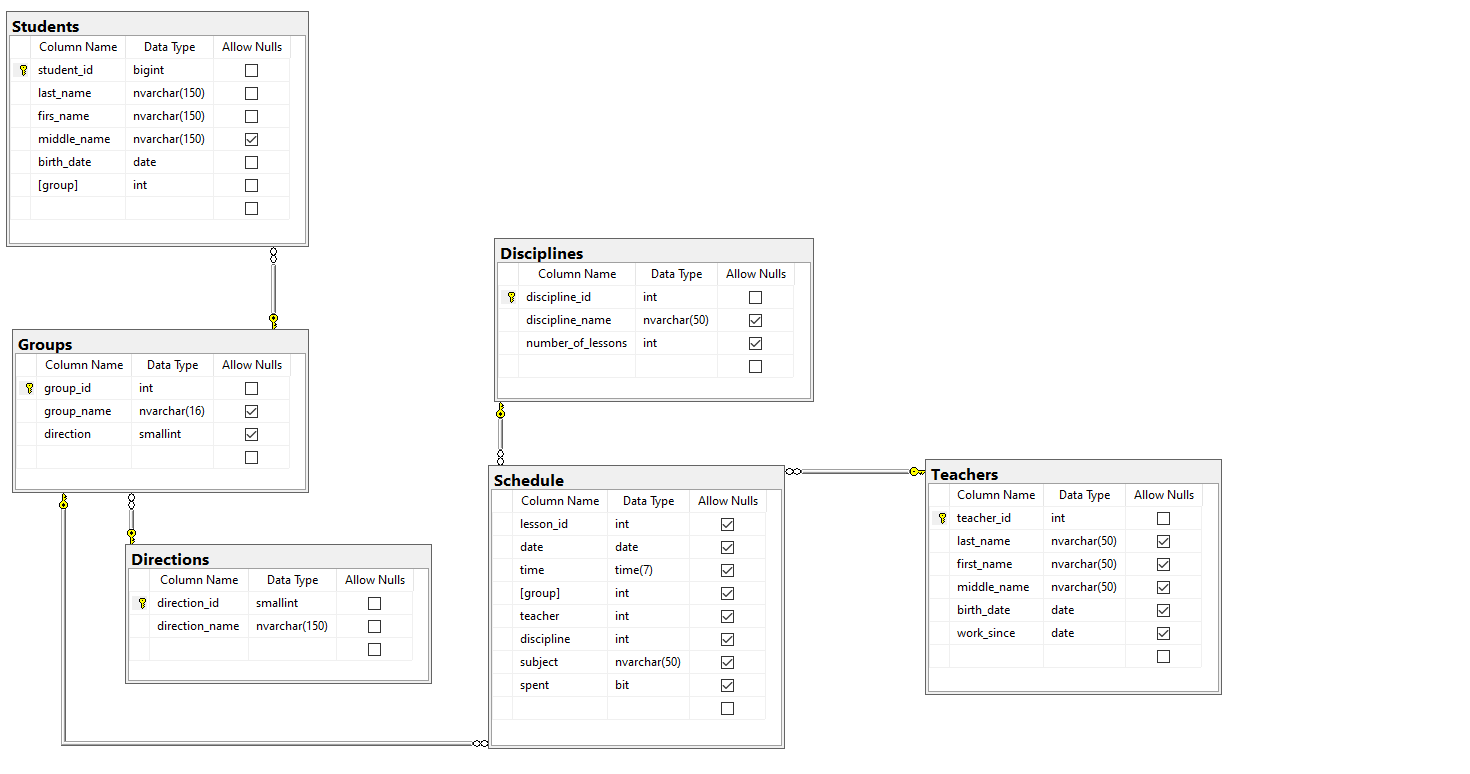 Students
Column Name Data Type Allow Nulls
student_id bigint
last_name nvarchar(150)
firs_name nvarchar(150)
middle_name nvarchar(150)
birth_date date
[group] int
Groups
Column Name Data Type Allow Nulls
group_id int
group_name nvarchar(16)
direction smallint
Directions
Column Name Data Type Allow Nulls
direction_id smallint
direction_name nvarchar(150)
Disciplines
Column Name Data Type Allow Nulls
discipline_id int
discipline_name nvarchar(50)
number_of_lessons int
Schedule
Column Name Data Type Allow Nulls
lesson_id int
date date
time time(7)
[group] int
teacher int
discipline int
subject nvarchar(50)
spent bit
Teachers
Column Name Data Type Allow Nulls
teacher_id int
last_name nvarchar(50)
first_name nvarchar(50)
middle_name nvarchar(50)
birth_date date
work_since date